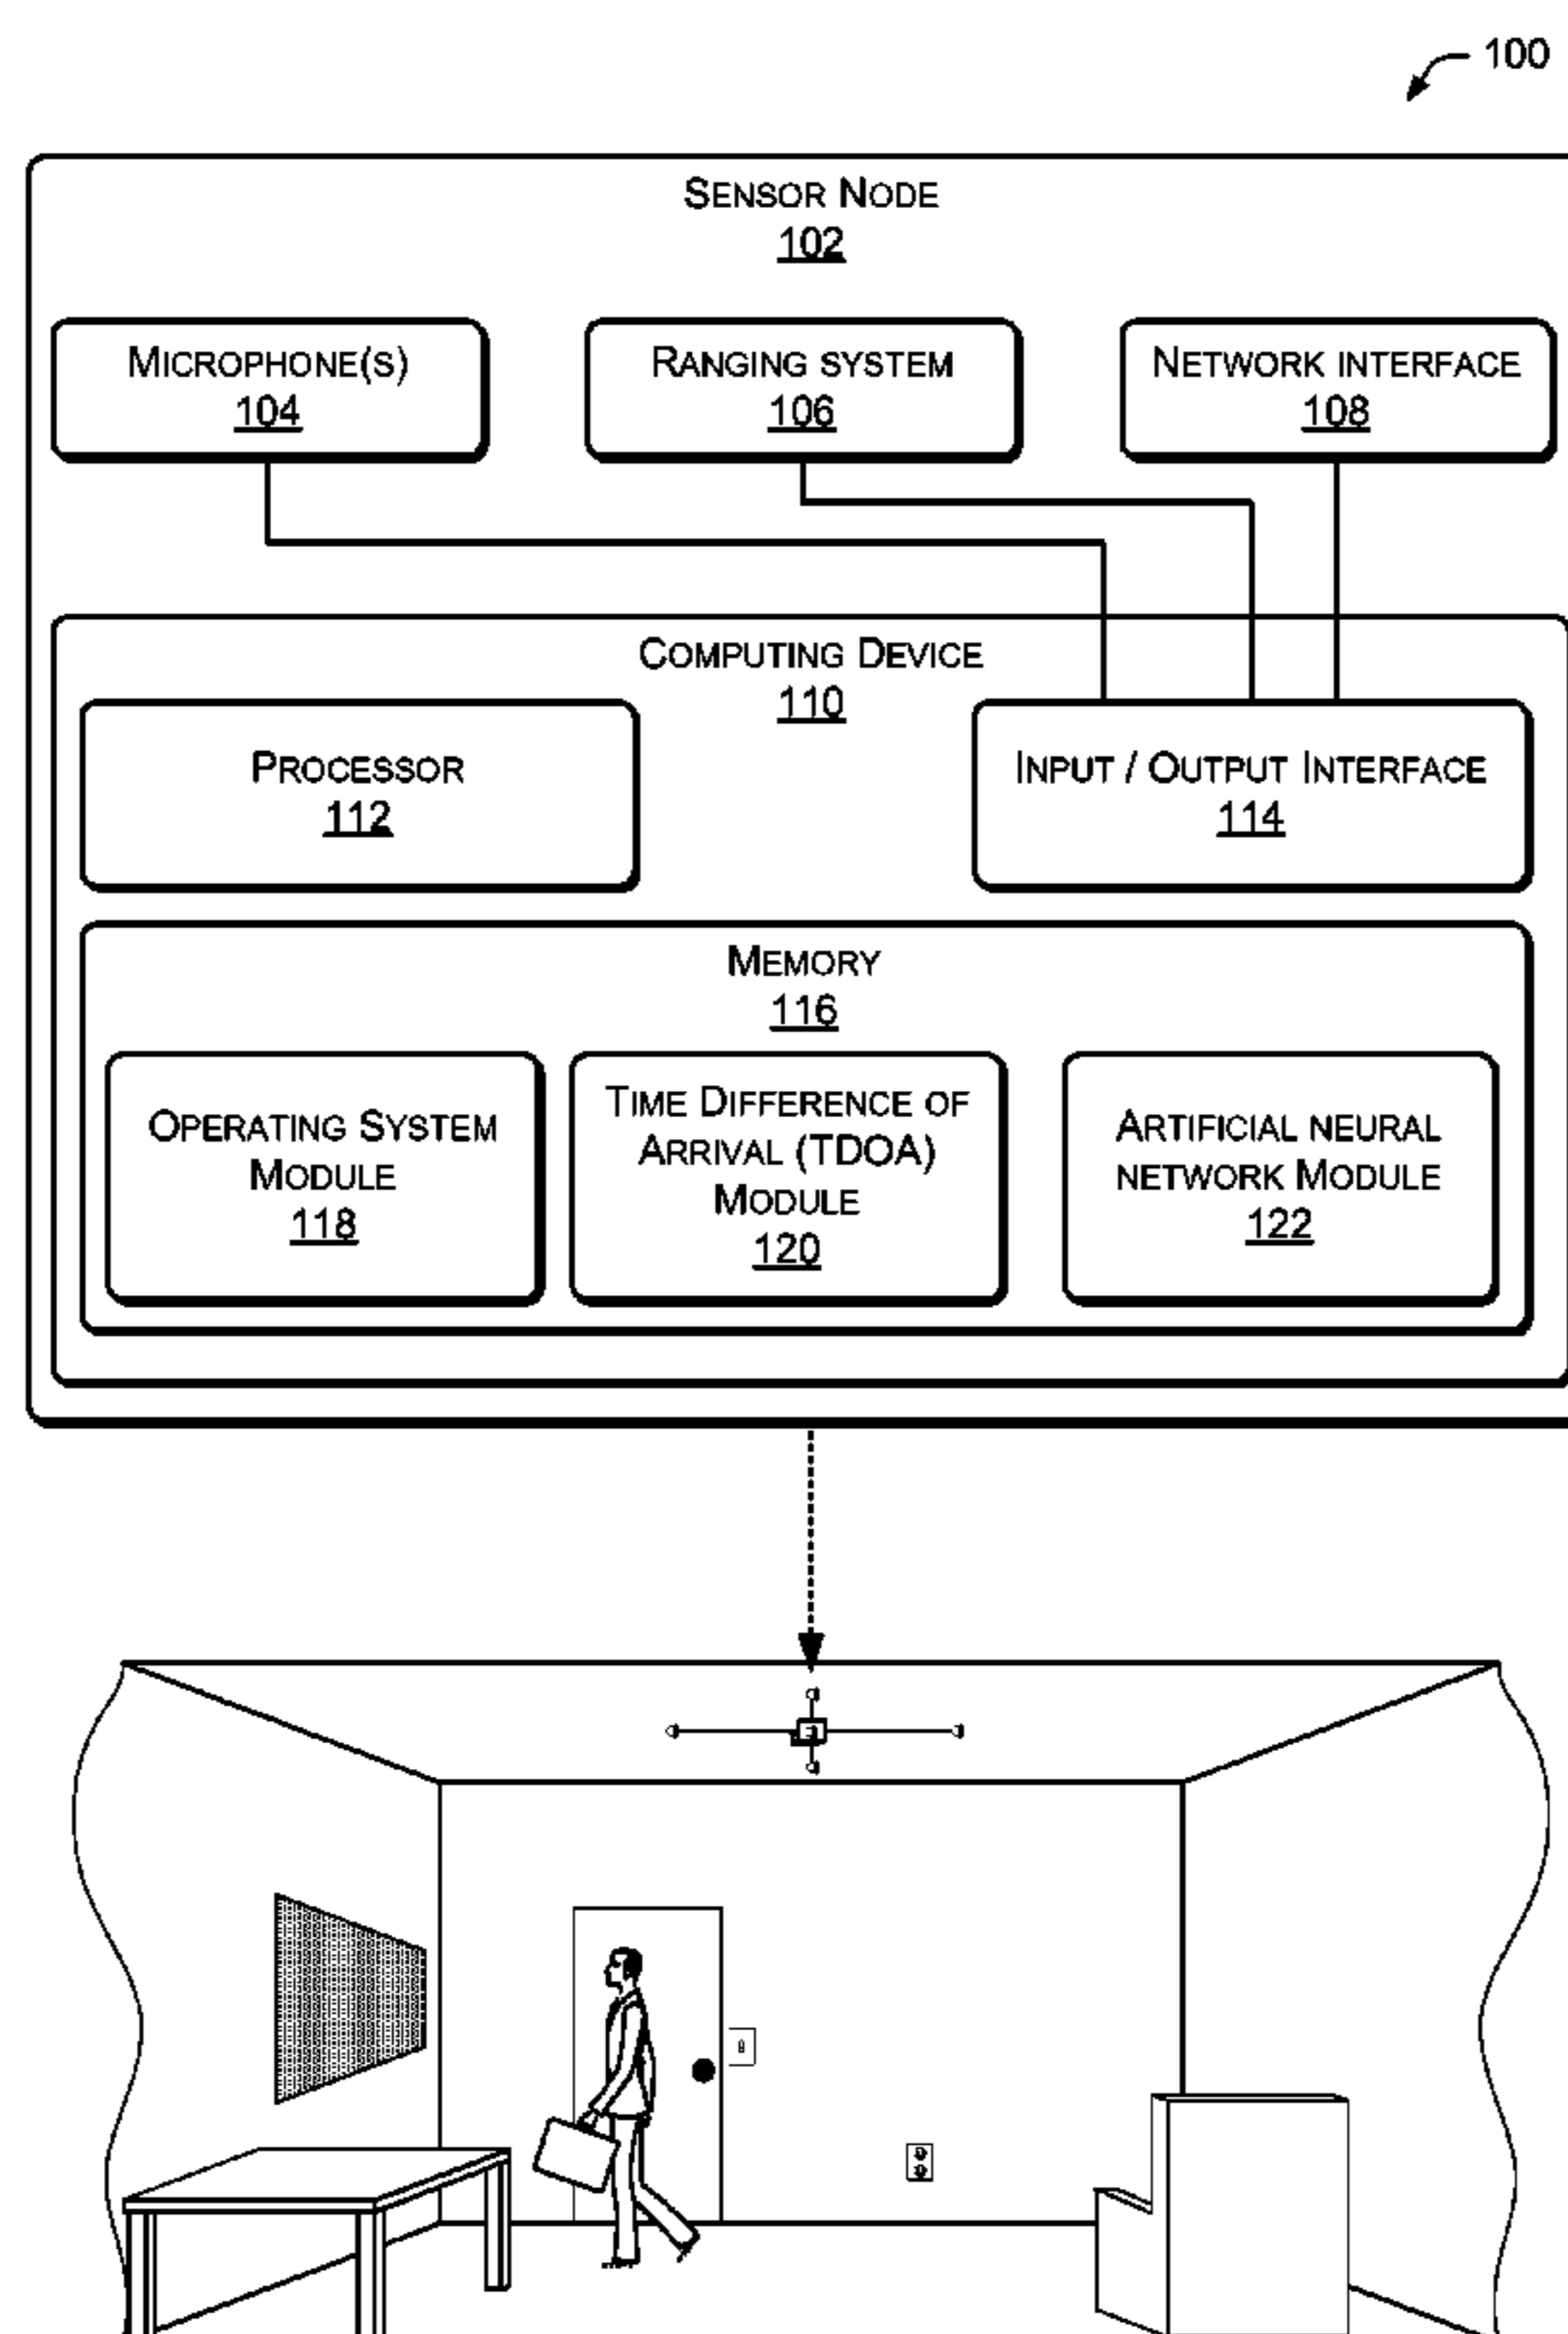 100
SENSOR NODE
102
MICROPHONE(S)
104
RANGING SYSTEM
106
NETWORK INTERFACE
108
COMPUTING DEVICE
110
PROCESSOR
112
INPUT / OUTPUT INTERFACE
114
MEMORY
116
OPERATING SYSTEM
MODULE
118
TIME DIFFERENCE OF
ARRIVAL (TDOA)
MODULE
120
ARTIFICIAL NEURAL
NETWORK MODULE
122